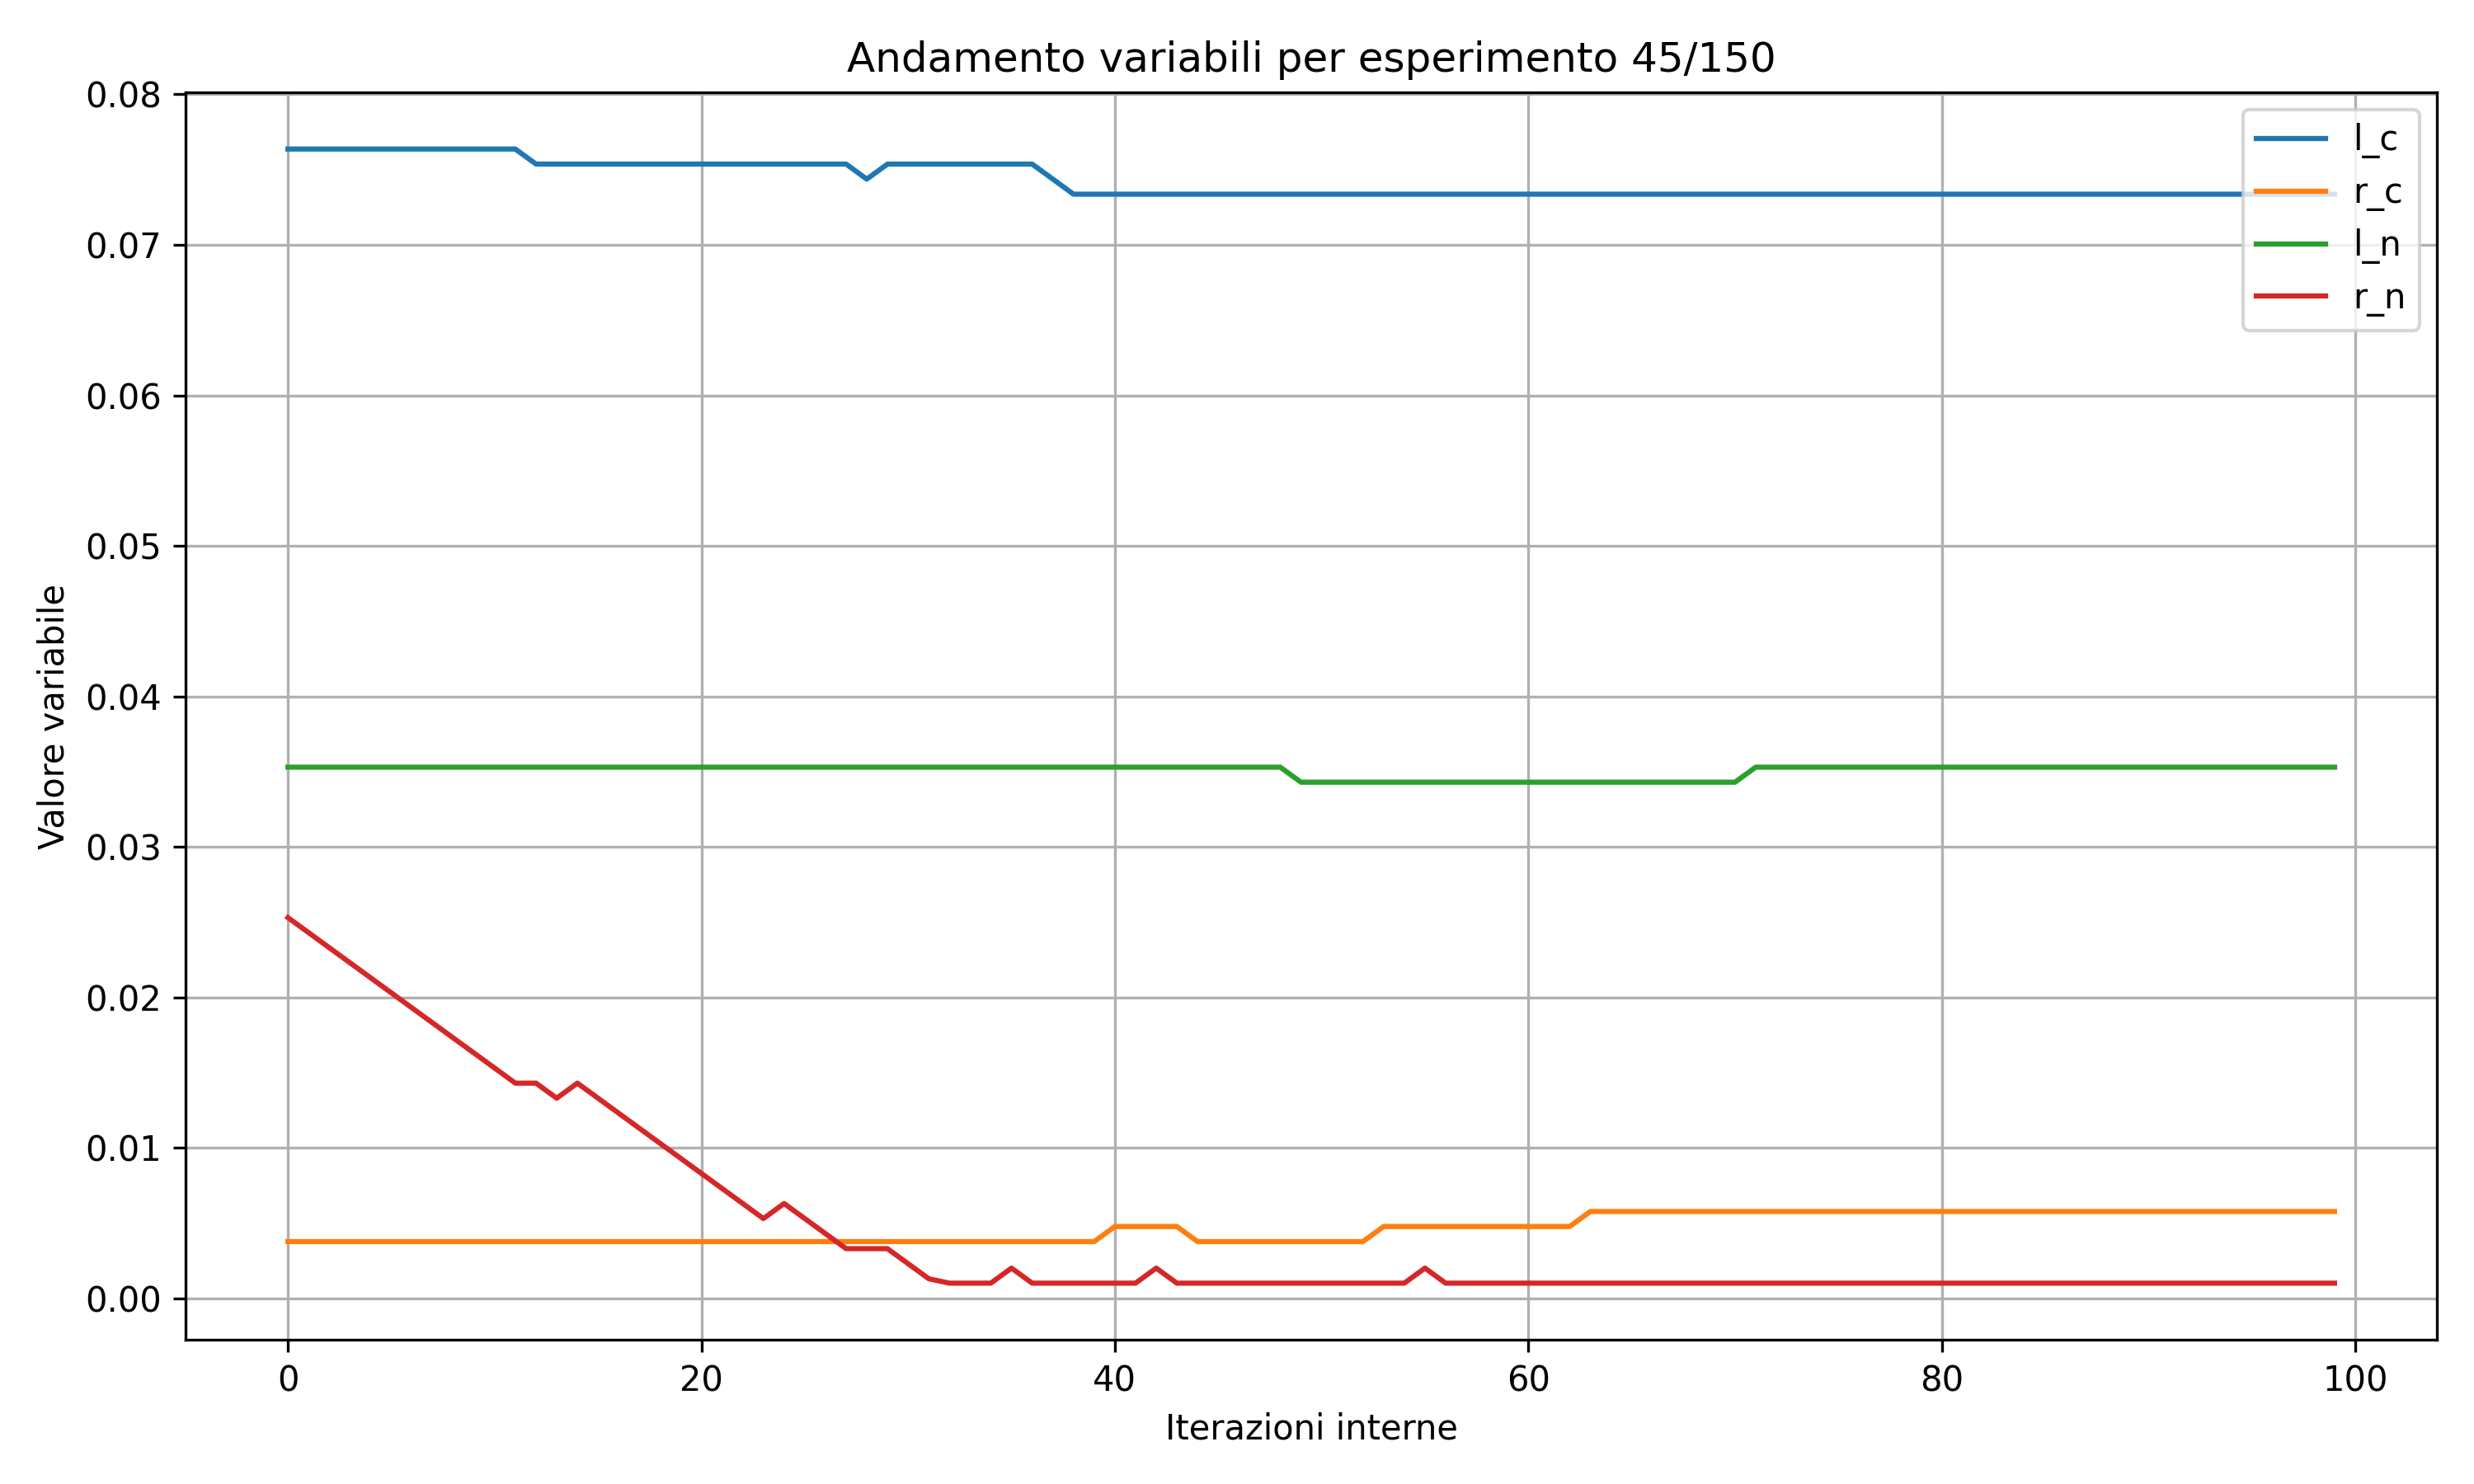 Andamento variabili per esperimento 45/150
0.08
0.07
0.06
0.05
0.04
0.03
0.02
0.01
0.00
Valore variabile
l_c
r_c
l_n
r_n
0 20 40 60 80 100
Iterazioni interne